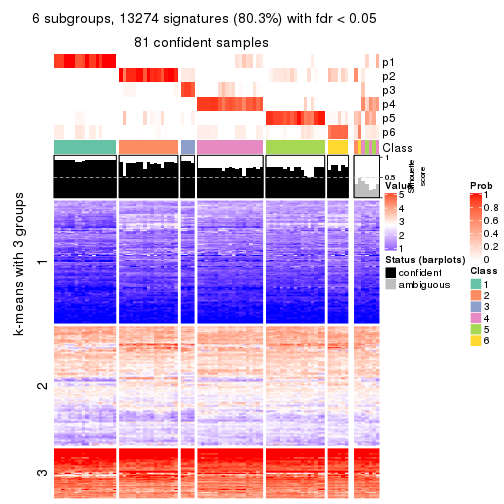 6 subgroups, 13274 signatures (80.3%) with fdr < 0.05
81 confident samples
p1
p2
p3
p4
p5
p6
Class
1
0.5
Silhouette
score
k-means with 3 groups
1
2
3
Value
5
4
3
2
1
Status (barplots)
confident
ambiguous
Prob
1
0.8
0.6
0.4
0.2
0
Class
1
2
3
4
5
6